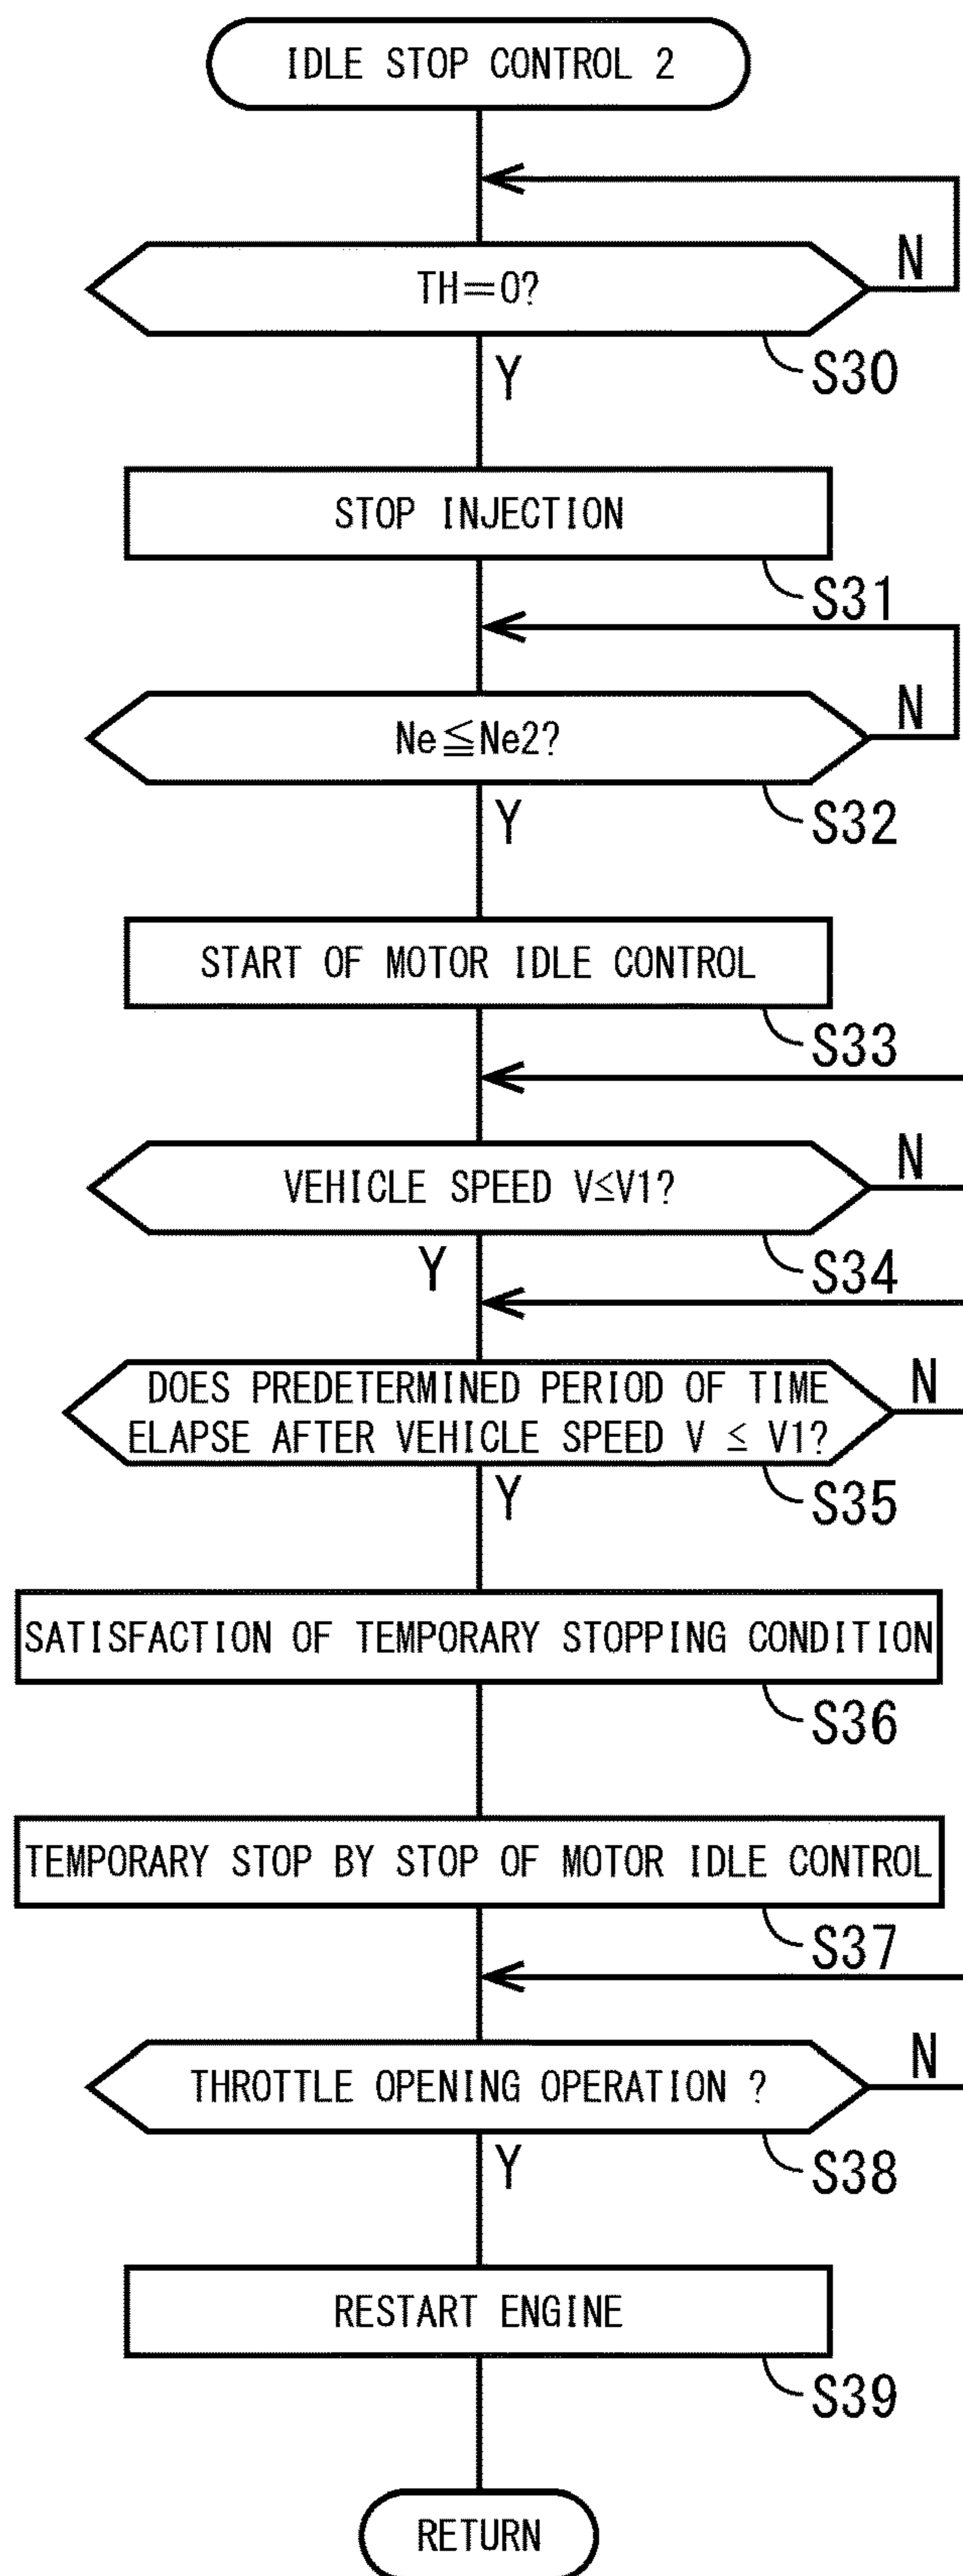 IDLE STOP CONTROL 2
TH=0?
N
S30
Y
STOP INJECTION
S31
Ne≦Ne2?
N
S32
Y
START OF MOTOR IDLE CONTROL
S33
VEHICLE SPEED V≤V1?
N
S34
Y
DOES PREDETERMINED PERIOD OF TIME
ELAPSE AFTER VEHICLE SPEED V ≤ V1?
N
S35
Y
SATISFACTION OF TEMPORARY STOPPING CONDITION
S36
TEMPORARY STOP BY STOP OF MOTOR IDLE CONTROL
S37
THROTTLE OPENING OPERATION ?
N
S38
Y
RESTART ENGINE
S39
RETURN